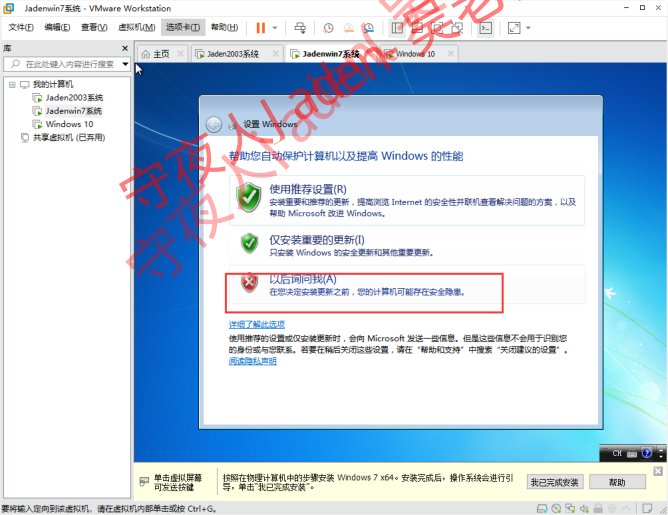 Jadenwin7系统 - VMware Workstation
文件(F) 编辑(E) 查看(V) 虚拟机(M) 选项卡(T) 帮助(H)
库
在此处键入内容进行搜索
我的计算机
Jaden2003系统
Jadenwin7系统
Windows 10
共享虚拟机 (已弃用)
主页 Jaden2003系统 Jadenwin7系统 Windows 10
守夜人Jaden吴老
守夜人Jaden
设置 Windows
帮助您自动保护计算机以及提高 Windows 的性能
使用推荐设置(R)
安装重要和推荐的更新，提高浏览 Internet 的安全性并联机查看解决问题的方案，以及
帮助 Microsoft 改进 Windows。
仅安装重要的更新(I)
只安装 Windows 的安全更新和其他重要更新。
以后询问我(A)
在您决定安装更新之前，您的计算机可能存在安全隐患。
详细了解此选项
使用推荐的设置或仅安装更新时，会向 Microsoft 发送一些信息。但是这些信息不会用于识别您
的身份或与您联系。若要在稍后关闭这些设置，请在“帮助和支持”中搜索“关闭建议的设置”。
阅读隐私声明
CH
单击虚拟屏幕
可发送按键
按照在物理计算机中的步骤安装 Windows 7 x64。安装完成后，操作系统会进行引
导，单击“我已完成安装”。
我已完成安装
帮助
要将输入定向到该虚拟机，请在虚拟机内部单击或按 Ctrl+G。